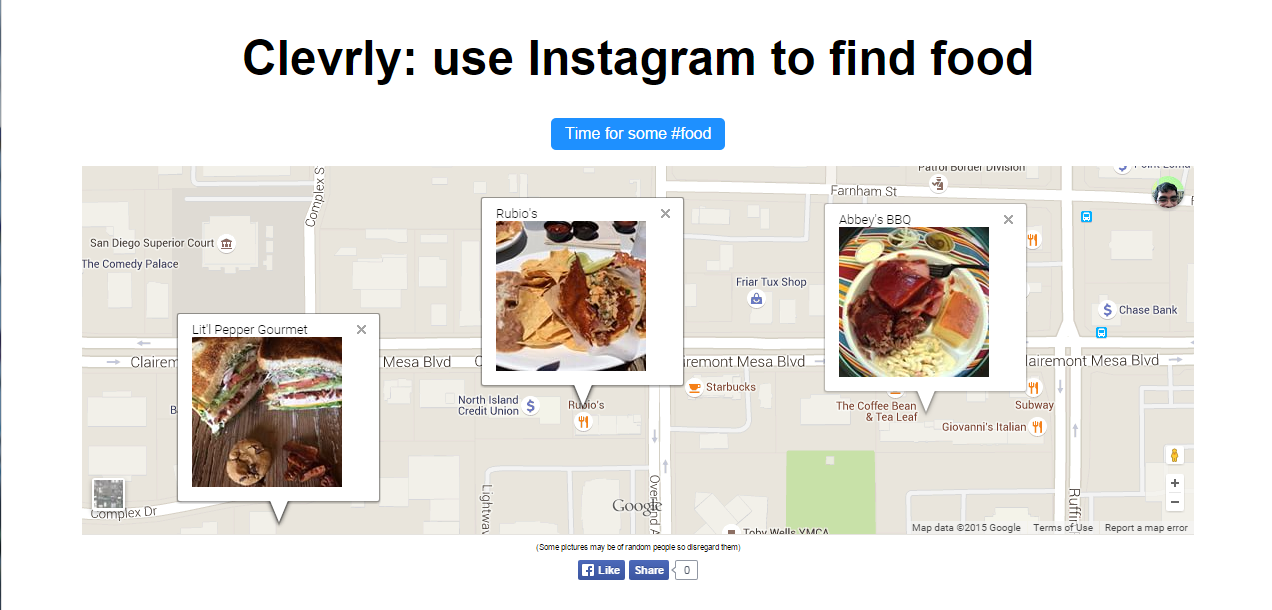 Clevrly: use Instagram to find food
Time for some #food
Patrol Border Division
Farnham St
Complex S
San Diego Superior Court
The Comedy Palace
Rubio's
Abbey's BBQ
Friar Tux Shop
Chase Bank
Lit'l Pepper Gourmet
Clairem
Mesa Blvd
C
iremont Mesa Blvd
lairemont Mesa Blvd
Starbucks
North Island
Credit Union
Rubio's
The Coffee Bean
& Tea Leaf
Subway
Giovanni's Italian
B
Complex Dr
Lightwav
Overland A
Ruffin
Google
Toby Wells YMCA
Map data ©2015 Google
Terms of Use
Report a map error
(Some pictures may be of random people so disregard them)
Like
Share
0